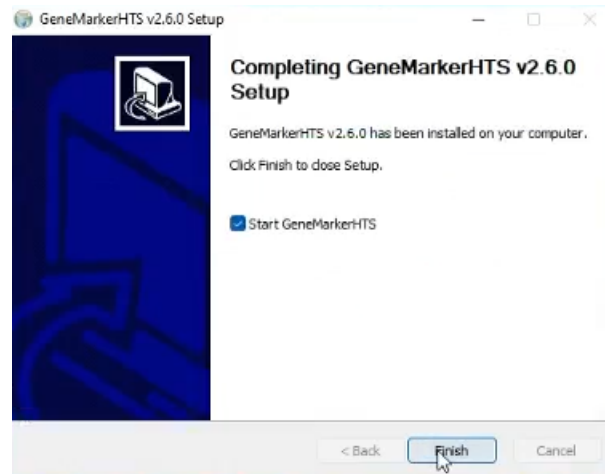 GeneMarkerHTS v2.6.0 Setup
Completing GeneMarkerHTS v2.6.0
Setup
GeneMarkerHTS v2.6.0 has been installed on your computer.
Click Finish to close Setup.
Start GeneMarkerHTS
< Back Finish Cancel